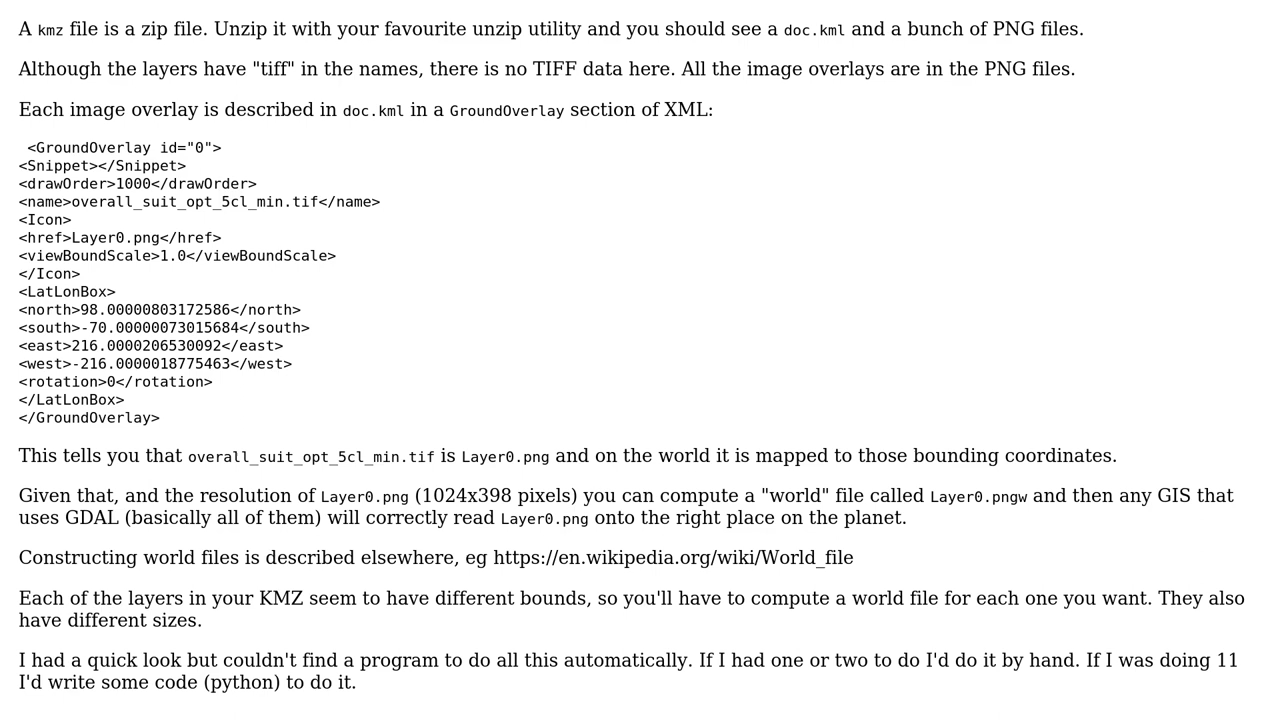 A kmz file is a zip file. Unzip it with your favourite unzip utility and you should see a doc.kml and a bunch of PNG files.
Although the layers have "tiff" in the names, there is no TIFF data here. All the image overlays are in the PNG files.
Each image overlay is described in doc.kml in a GroundOverlay section of XML:
<GroundOverlay id="0">
<Snippet></Snippet>
<drawOrder>1000</drawOrder>
<name>overall_suit_opt_5cl_min.tif</name>
<Icon>
<href>Layer0.png</href>
<viewBoundScale>1.0</viewBoundScale>
</Icon>
<LatLonBox>
<north>98.00000803172586</north>
<south>-70.00000073015684</south>
<east>216.0000206530092</east>
<west>-216.0000018775463</west>
<rotation>0</rotation>
</LatLonBox>
</GroundOverlay>
This tells you that overall_suit_opt_5cl_min.tif is Layer0.png and on the world it is mapped to those bounding coordinates.
Given that, and the resolution of Layer0.png (1024x398 pixels) you can compute a "world" file called Layer0.pngw and then any GIS that
uses GDAL (basically all of them) will correctly read Layer0.png onto the right place on the planet.
Constructing world files is described elsewhere, eg https://en.wikipedia.org/wiki/World_file
Each of the layers in your KMZ seem to have different bounds, so you'll have to compute a world file for each one you want. They also
have different sizes.
I had a quick look but couldn't find a program to do all this automatically. If I had one or two to do I'd do it by hand. If I was doing 11
I'd write some code (python) to do it.